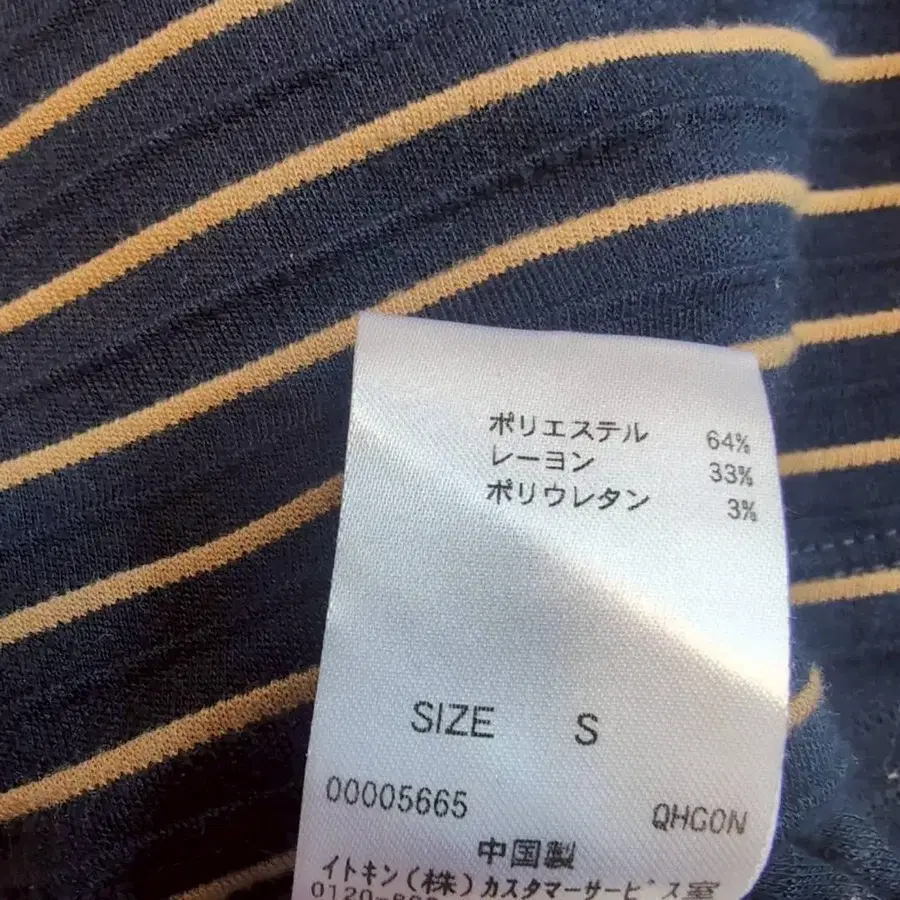 ポリエステル 64%
レーヨン 33%
ポリウレタン 3%
SIZE S
00005665 QHGON
中国製
イトキン(株)カスタマーサービス室
0120-